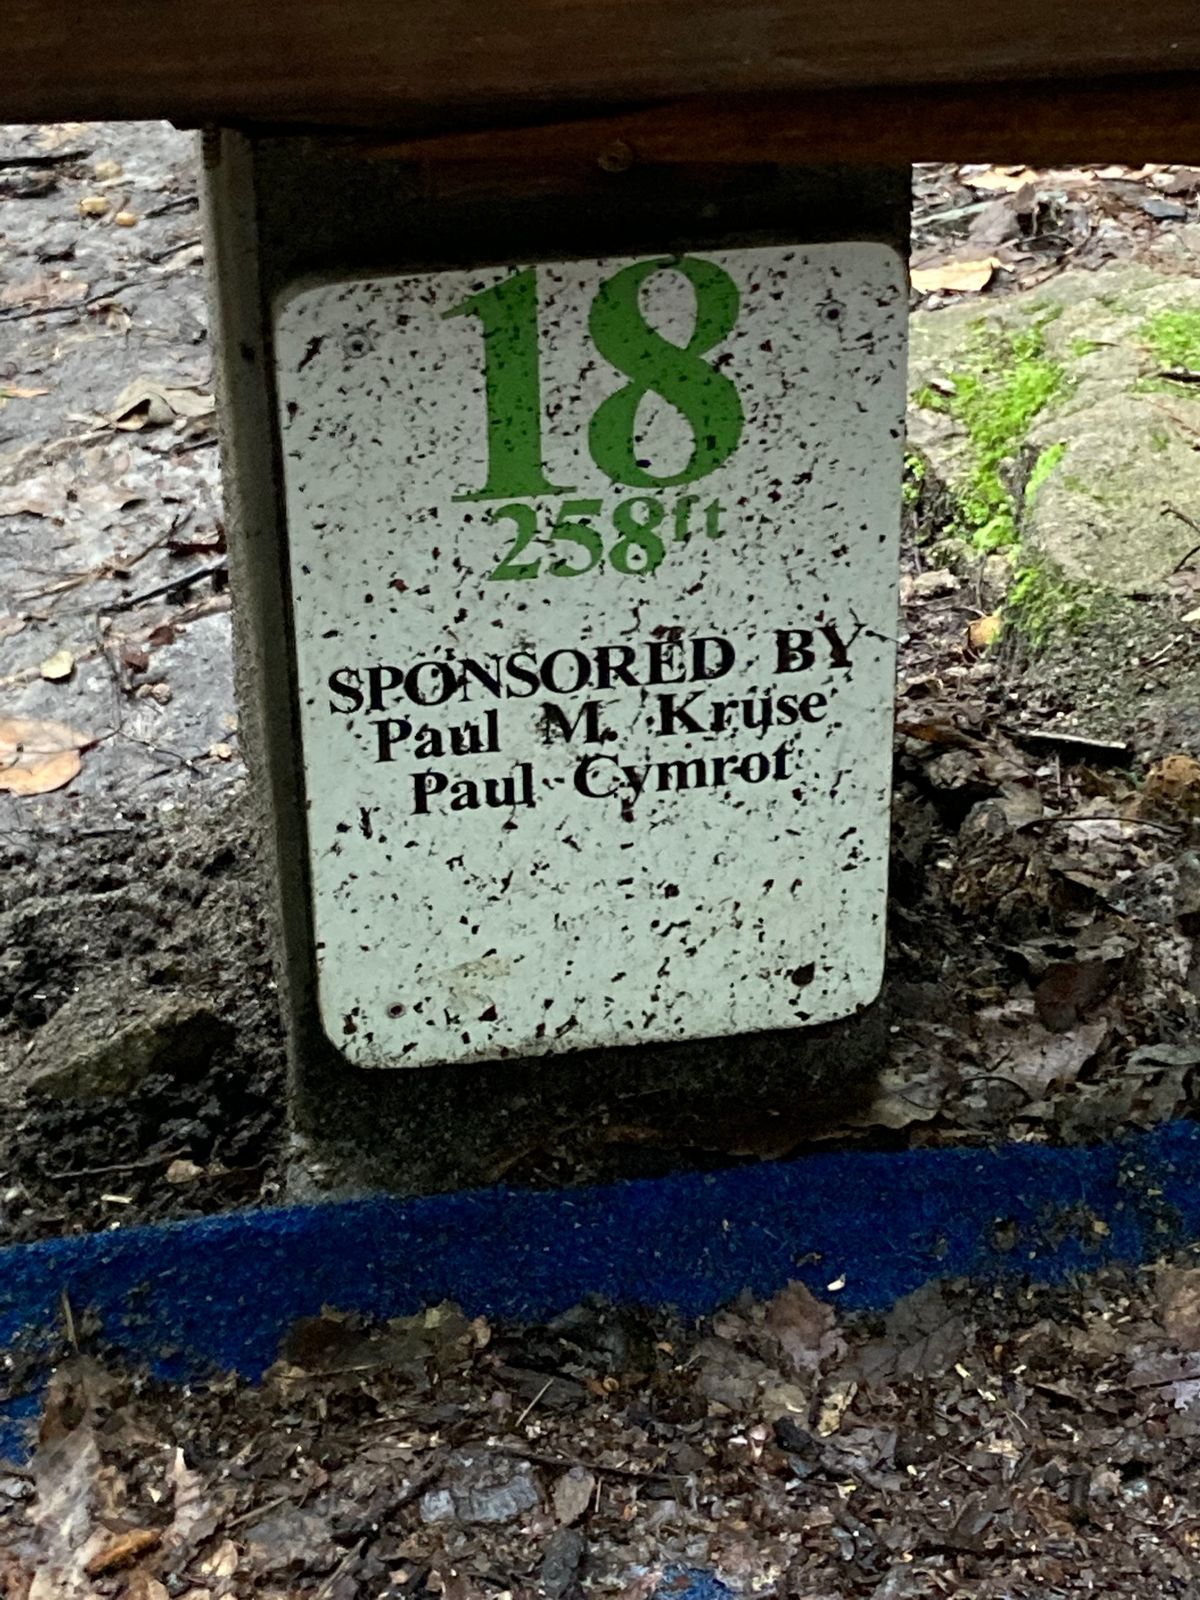 18
258ft
SPONSORED BY
Paul M. Kruse
Paul Cymrot